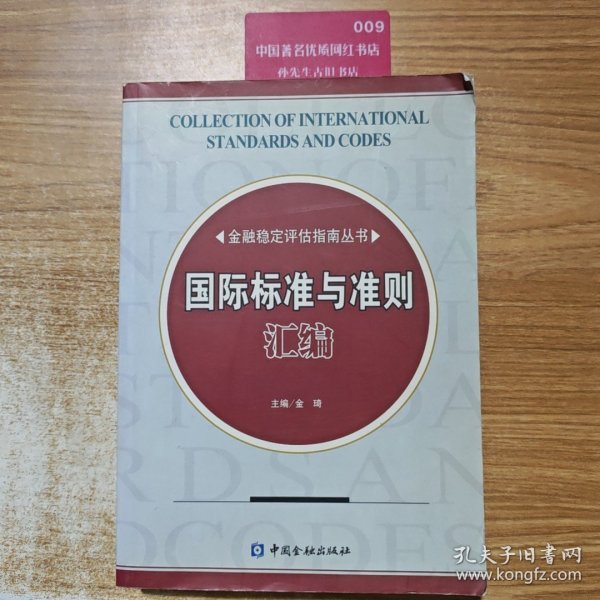 009
中国著名优质网红书店
孙先生古旧书店
COLLECTION OF INTERNATIONAL
STANDARDS AND CODES
金融稳定评估指南丛书
国际标准与准则
汇编
主编/金 琦
中国金融出版社
孔夫子旧书网
www.kongfz.com